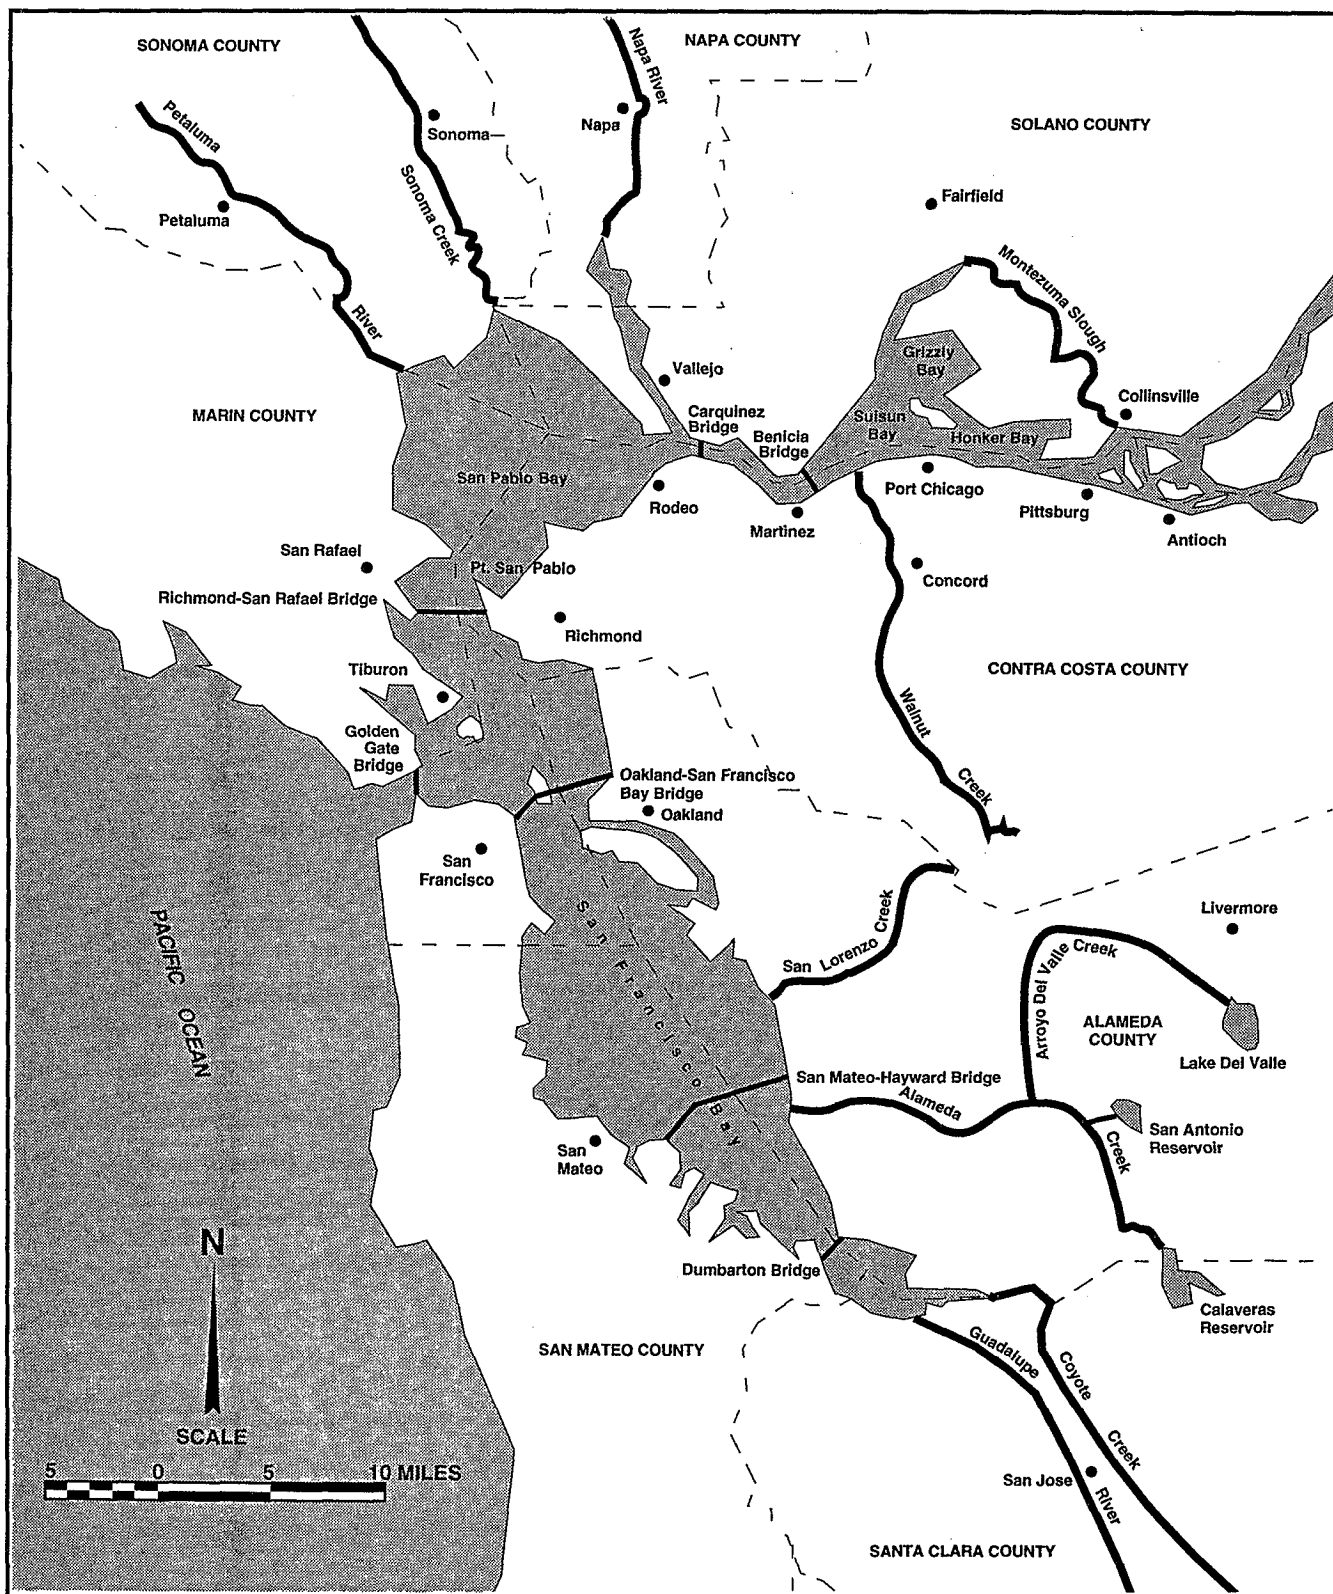 SONOMA COUNTY
NAPA COUNTY
Napa River
Petaluma
Sonoma
Napa
SOLANO COUNTY
Sonoma Creek
Fairfield
Petaluma
Montezuma Slough
River
Grizzly
Bay
Vallejo
MARIN COUNTY
Carquinez
Bridge
Collinsville
Suisun
Bay
Benicia
Bridge
Honker Bay
San Pablo Bay
Port Chicago
Rodeo
Pittsburg
Martinez
Antioch
San Rafael
Pt. San Pablo
Concord
Richmond-San Rafael Bridge
Richmond
Tiburon
CONTRA COSTA COUNTY
Walnut
Creek
Golden
Gate
Bridge
Oakland-San Francisco
Bay Bridge
Oakland
San
Francisco
San Francisco Bay
PACIFIC OCEAN
San Lorenzo Creek
Livermore
Arroyo Del Valle Creek
ALAMEDA
COUNTY
Lake Del Valle
San Mateo-Hayward Bridge
Alameda
Creek
San Antonio
Reservoir
San
Mateo
N
Dumbarton Bridge
Calaveras
Reservoir
Guadalupe
River
Coyote
Creek
SAN MATEO COUNTY
SCALE
5 0 5 10 MILES
San Jose
SANTA CLARA COUNTY